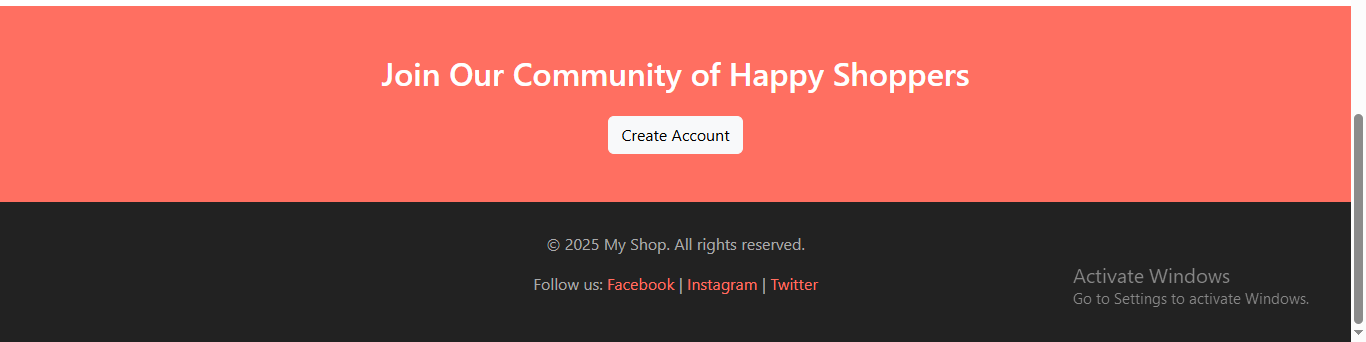 Join Our Community of Happy Shoppers
Create Account
© 2025 My Shop. All rights reserved.
Follow us: Facebook | Instagram | Twitter
Activate Windows
Go to Settings to activate Windows.